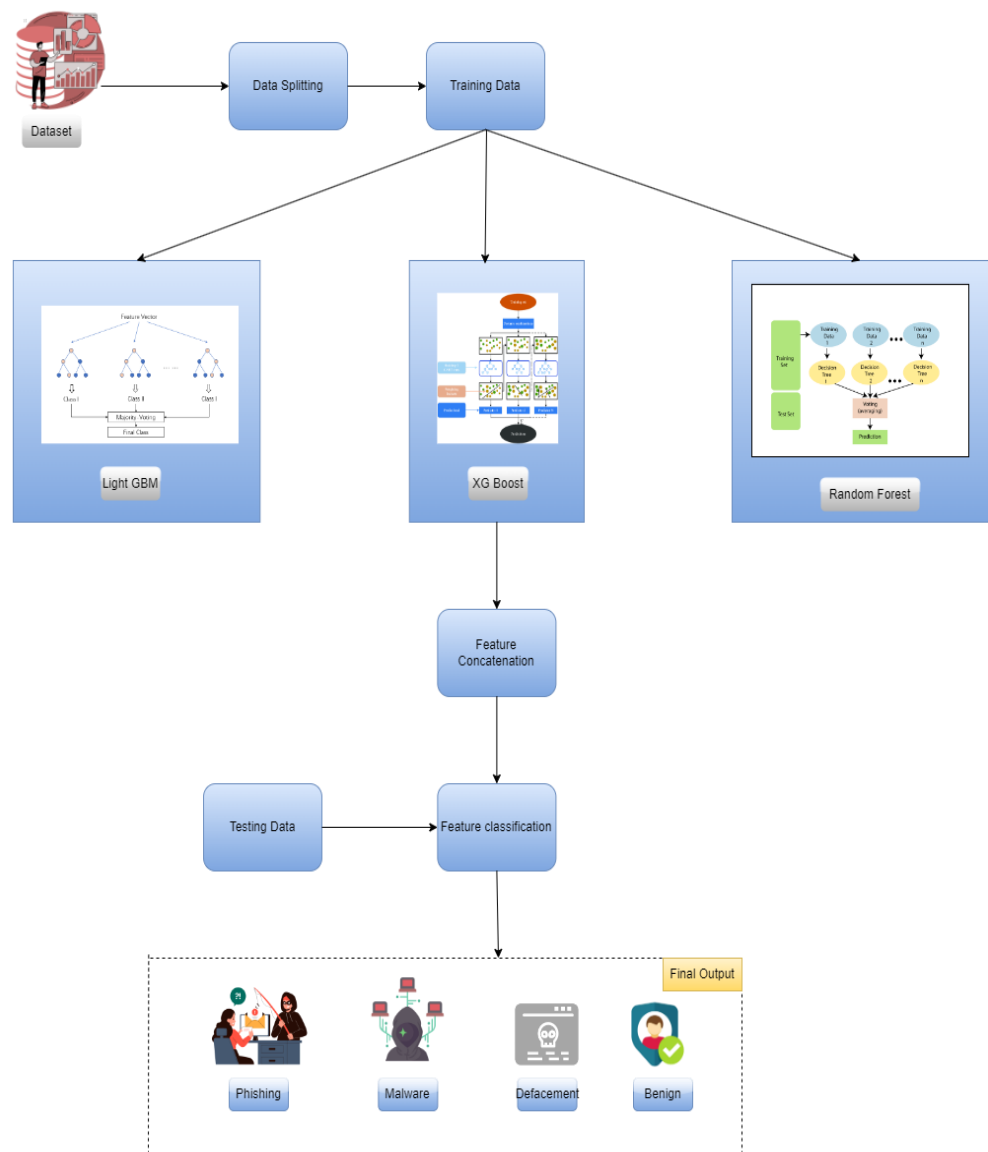 Dataset
Data Splitting
Training Data
Feature Vector
Class I
Class II
Class I
Majority Voting
Final Class
Light GBM
XG Boost
Training
Set
Test Set
Training
Data
1
Training
Data
2
Training
Data
n
Decision
Tree
1
Decision
Tree
2
Decision
Tree
n
Voting
(averaging)
Prediction
Random Forest
Feature
Concatenation
Testing Data
Feature classification
Final Output
?!
Phishing
Malware
Defacement
Benign